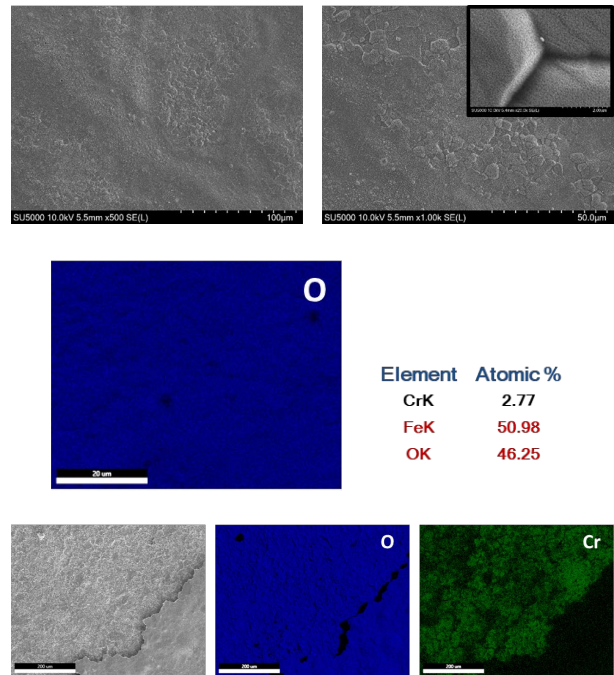 SU5000 10.0kV 5.5mm x500 SE(L) 100µm
SU5000 10.0kV 5.5mm x1.00k SE(L) 50.0µm
2.00µm
O
20 um
Element Atomic %
CrK 2.77
FeK 50.98
OK 46.25
200 um
O
200 um
Cr
200 um